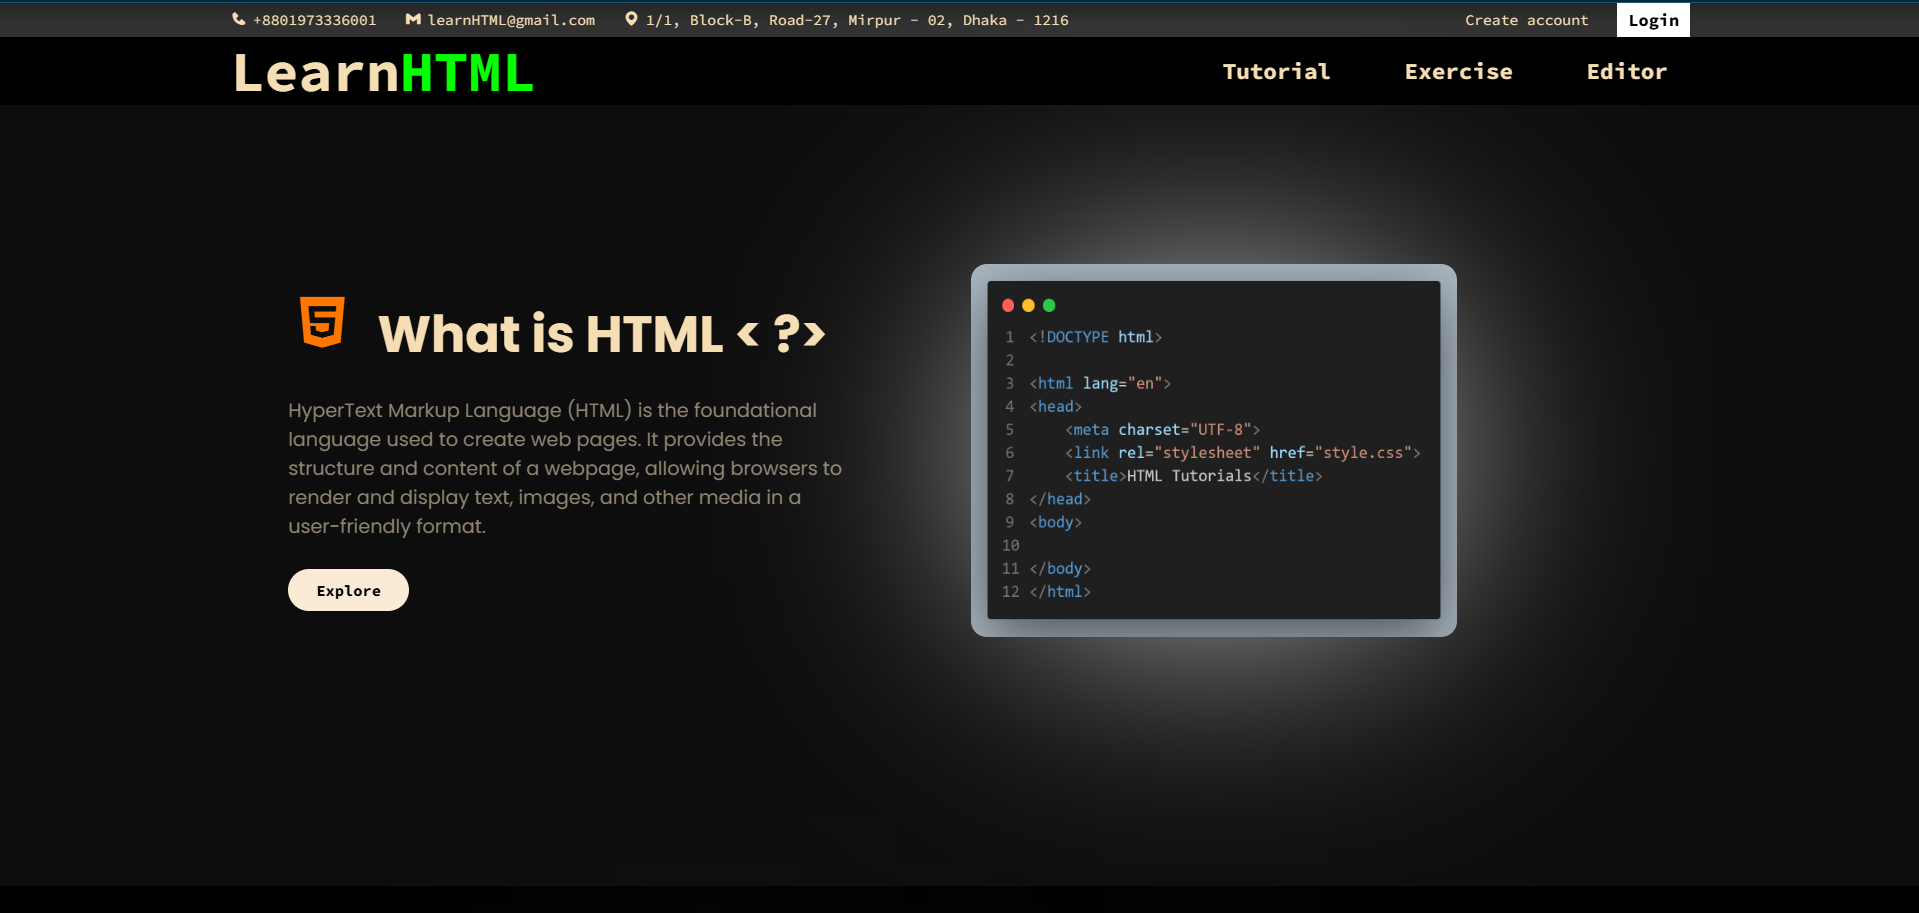 +8801973336001 learnHTML@gmail.com 1/1, Block-B, Road-27, Mirpur - 02, Dhaka - 1216 Create account Login
LearnHTML Tutorial Exercise Editor
What is HTML < ?>
HyperText Markup Language (HTML) is the foundational
language used to create web pages. It provides the
structure and content of a webpage, allowing browsers to
render and display text, images, and other media in a
user-friendly format.
Explore
1 <!DOCTYPE html>
2
3 <html lang="en">
4 <head>
5     <meta charset="UTF-8">
6     <link rel="stylesheet" href="style.css">
7     <title>HTML Tutorials</title>
8 </head>
9 <body>
10
11 </body>
12 </html>